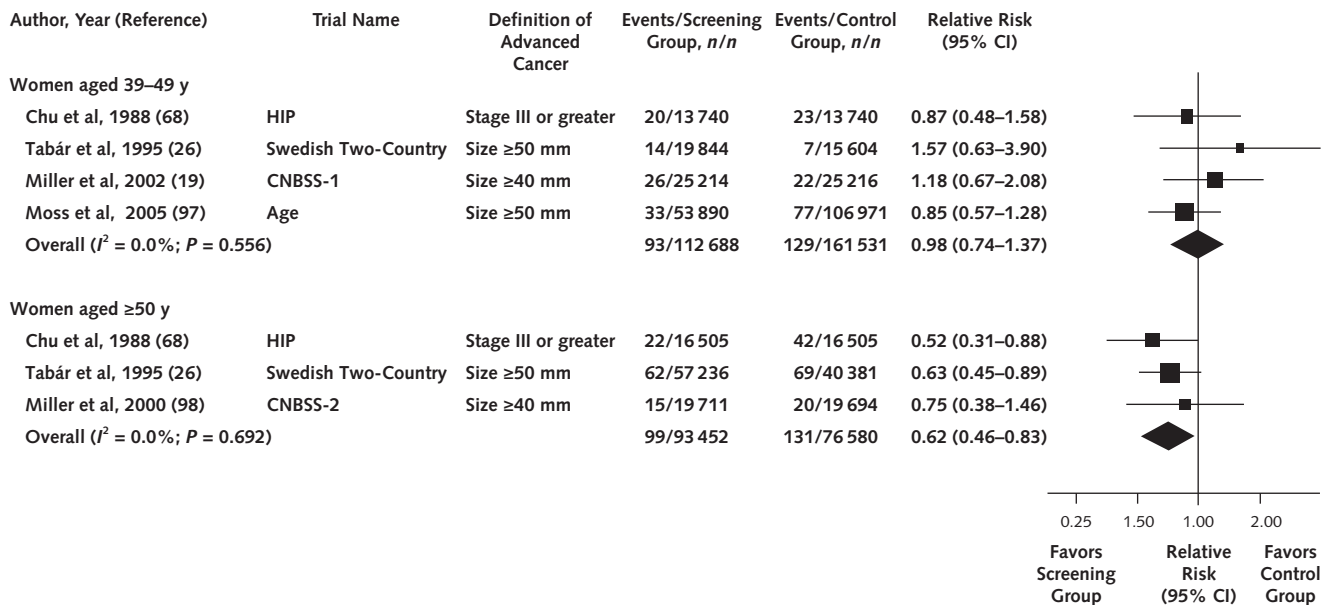 Author, Year (Reference) Trial Name Definition of Advanced Cancer Events/Screening Group, n/n Events/Control Group, n/n Relative Risk (95% CI)
Women aged 39–49 y
Chu et al, 1988 (68) HIP Stage III or greater 20/13 740 23/13 740 0.87 (0.48–1.58)
Tabár et al, 1995 (26) Swedish Two-Country Size ≥50 mm 14/19 844 7/15 604 1.57 (0.63–3.90)
Miller et al, 2002 (19) CNBSS-1 Size ≥40 mm 26/25 214 22/25 216 1.18 (0.67–2.08)
Moss et al, 2005 (97) Age Size ≥50 mm 33/53 890 77/106 971 0.85 (0.57–1.28)
Overall (I² = 0.0%; P = 0.556) 93/112 688 129/161 531 0.98 (0.74–1.37)
Women aged ≥50 y
Chu et al, 1988 (68) HIP Stage III or greater 22/16 505 42/16 505 0.52 (0.31–0.88)
Tabár et al, 1995 (26) Swedish Two-Country Size ≥50 mm 62/57 236 69/40 381 0.63 (0.45–0.89)
Miller et al, 2000 (98) CNBSS-2 Size ≥40 mm 15/19 711 20/19 694 0.75 (0.38–1.46)
Overall (I² = 0.0%; P = 0.692) 99/93 452 131/76 580 0.62 (0.46–0.83)
0.25 1.50 1.00 2.00
Favors Screening Group Relative Risk (95% CI) Favors Control Group